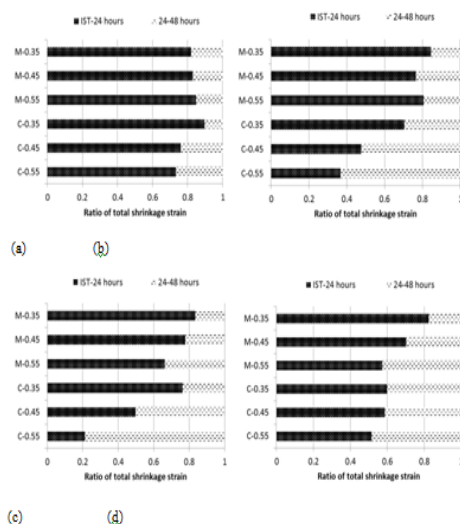 IST-24 hours 24-48 hours
M-0.35
M-0.45
M-0.55
C-0.35
C-0.45
C-0.55
0 0.2 0.4 0.6 0.8 1
Ratio of total shrinkage strain
IST-24 hours 24-48 hours
M-0.35
M-0.45
M-0.55
C-0.35
C-0.45
C-0.55
0 0.2 0.4 0.6 0.8 1
Ratio of total shrinkage strain
(a) (b)
IST-24 hours 24-48 hours
M-0.35
M-0.45
M-0.55
C-0.35
C-0.45
C-0.55
0 0.2 0.4 0.6 0.8 1
Ratio of total shrinkage strain
IST-24 hours 24-48 hours
M-0.35
M-0.45
M-0.55
C-0.35
C-0.45
C-0.55
0 0.2 0.4 0.6 0.8 1
Ratio of total shrinkage strain
(c) (d)